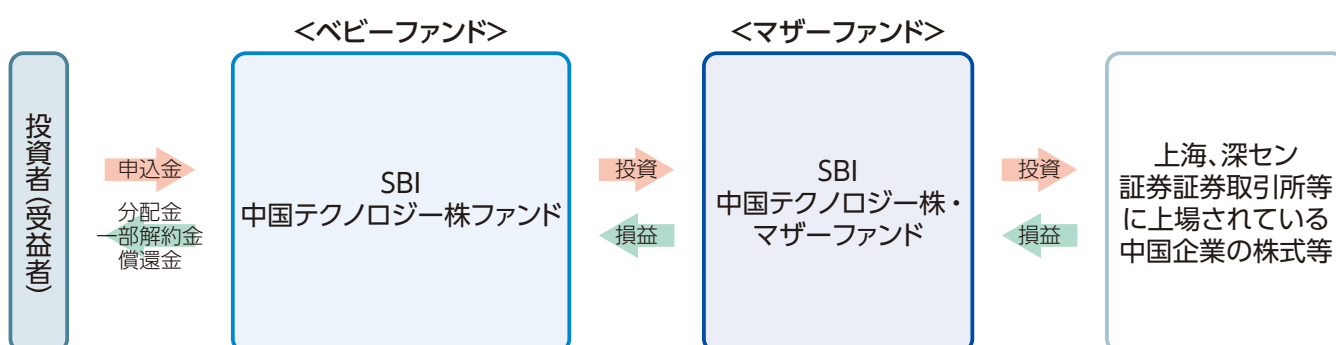 <ベビーファンド>
<マザーファンド>
投資者(受益者)
申込金
分配金
一部解約金
償還金
SBI
中国テクノロジー株ファンド
投資
損益
SBI
中国テクノロジー株・
マザーファンド
投資
損益
上海、深セン
証券証券取引所等
に上場されている
中国企業の株式等